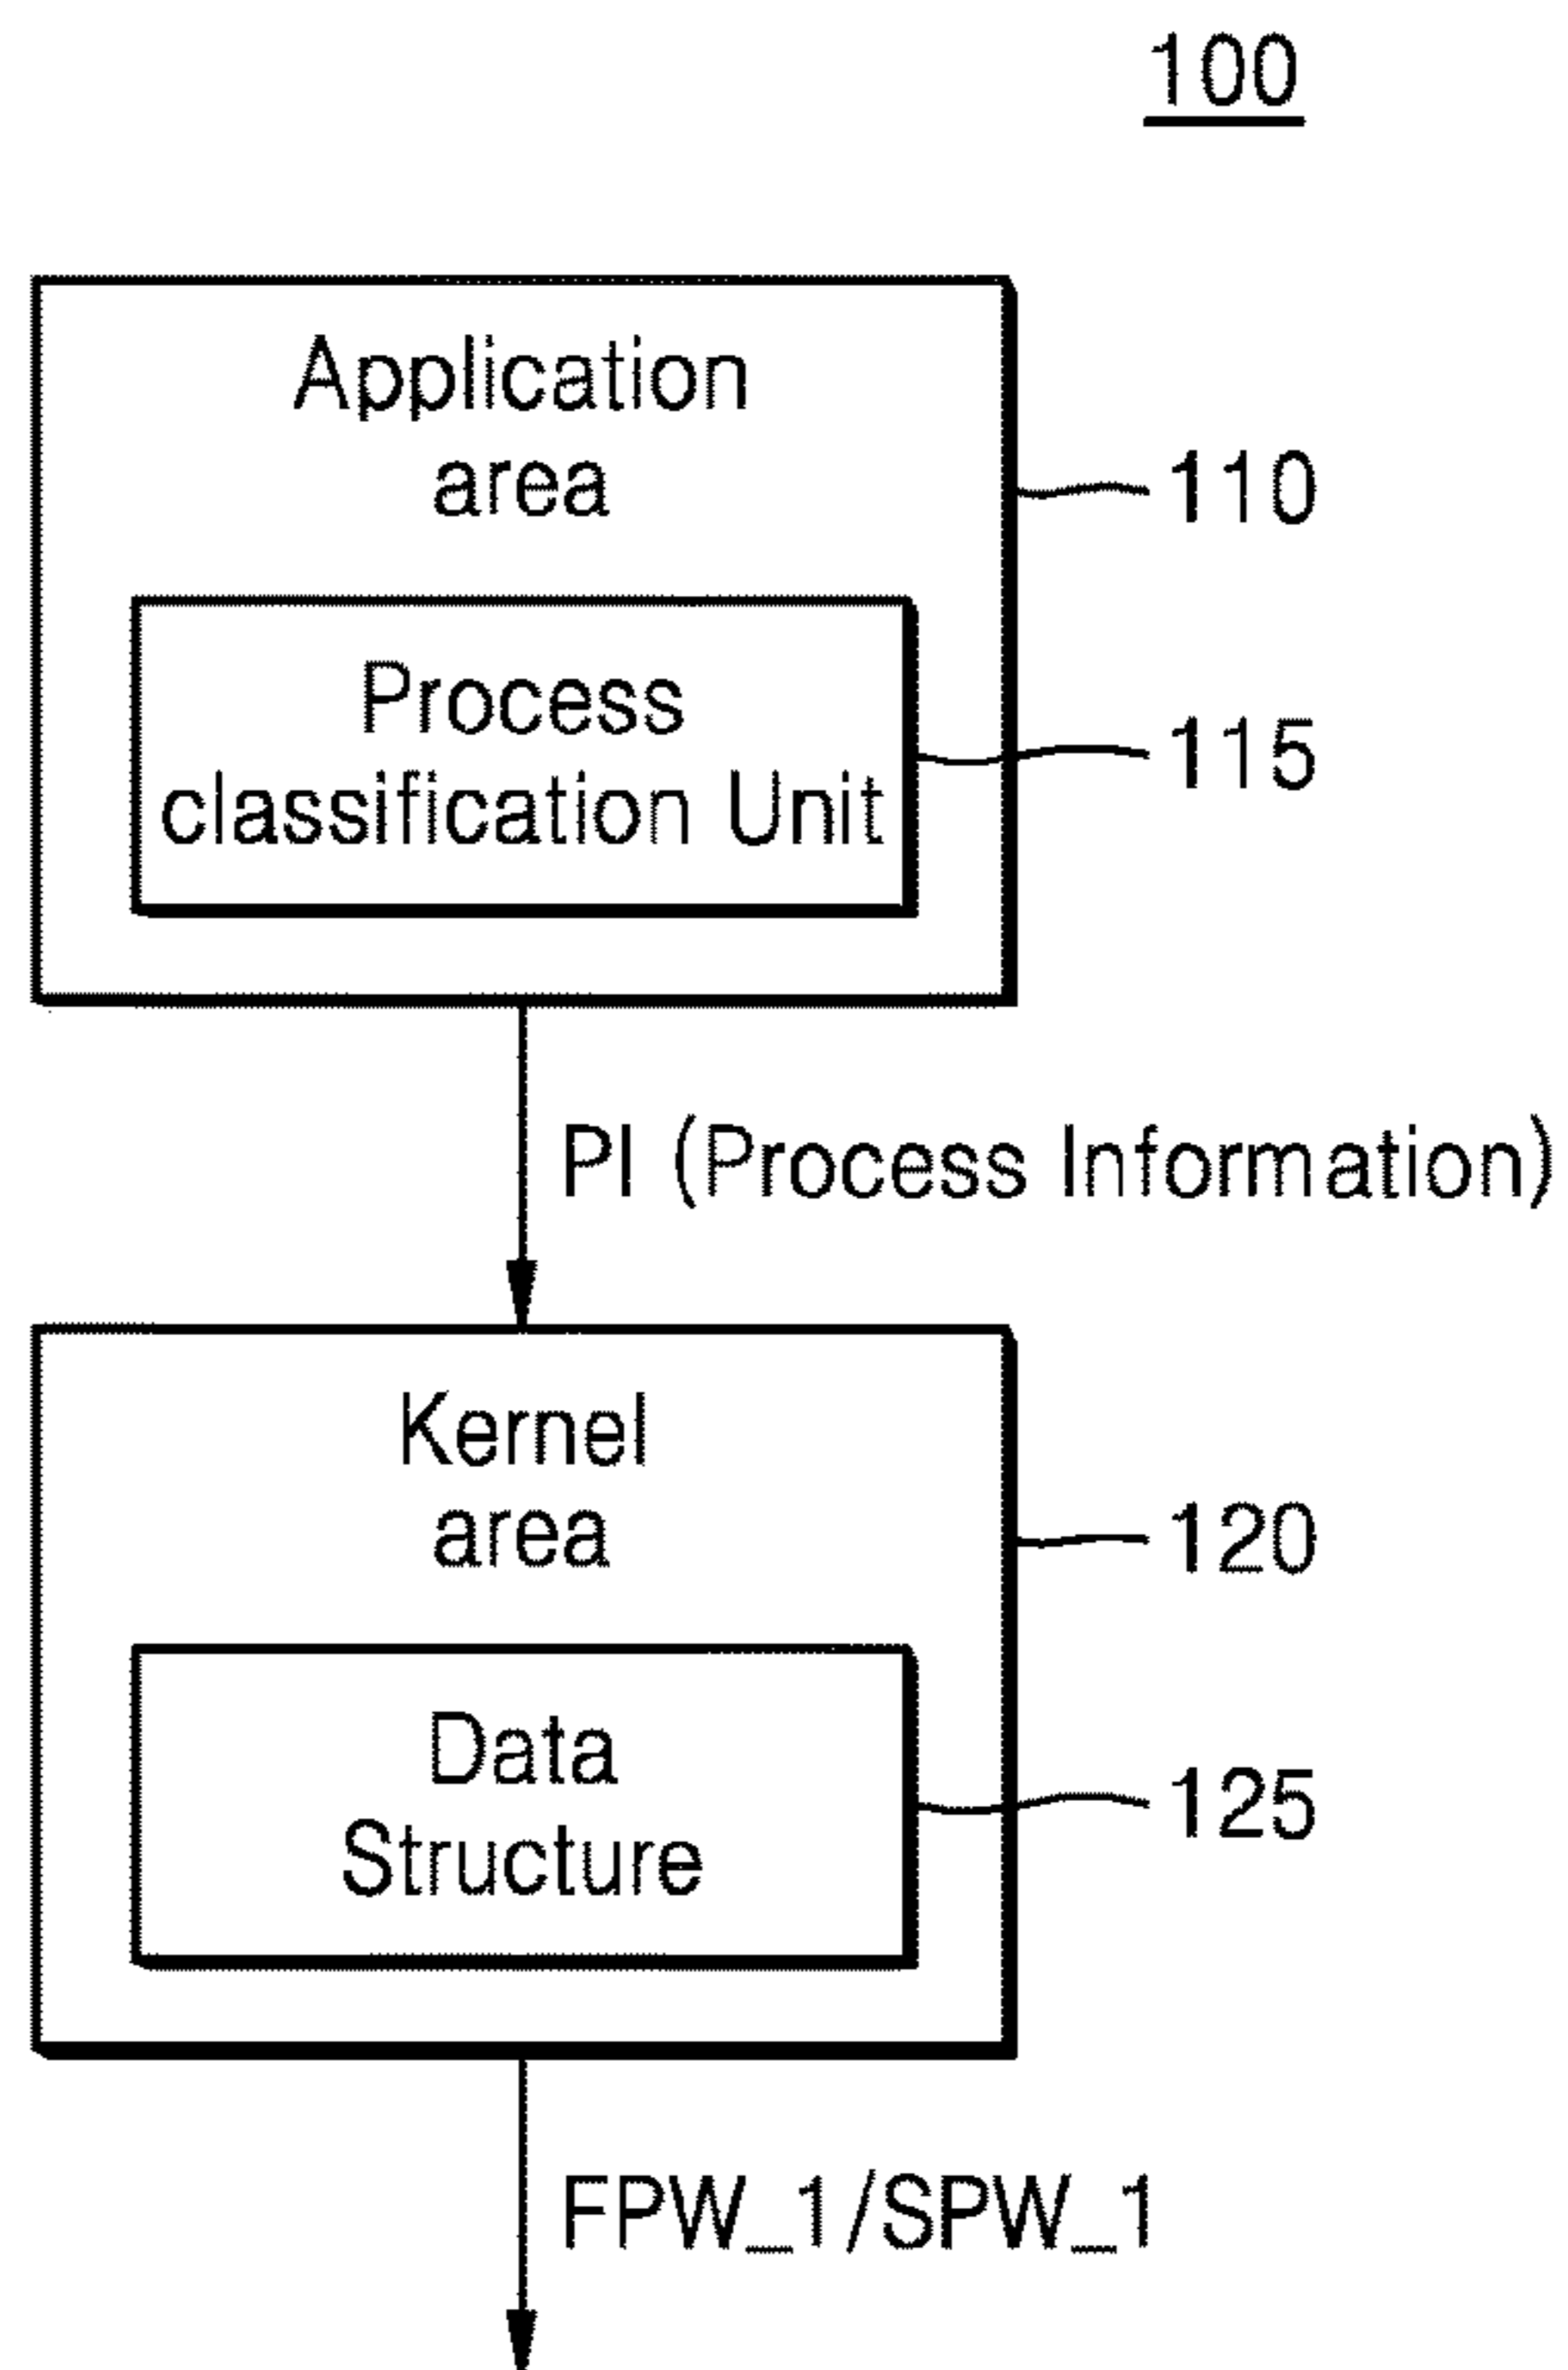 100
Application
area
110
Process
classification Unit
115
PI (Process Information)
Kernel
area
120
Data
Structure
125
FPW_1/SPW_1